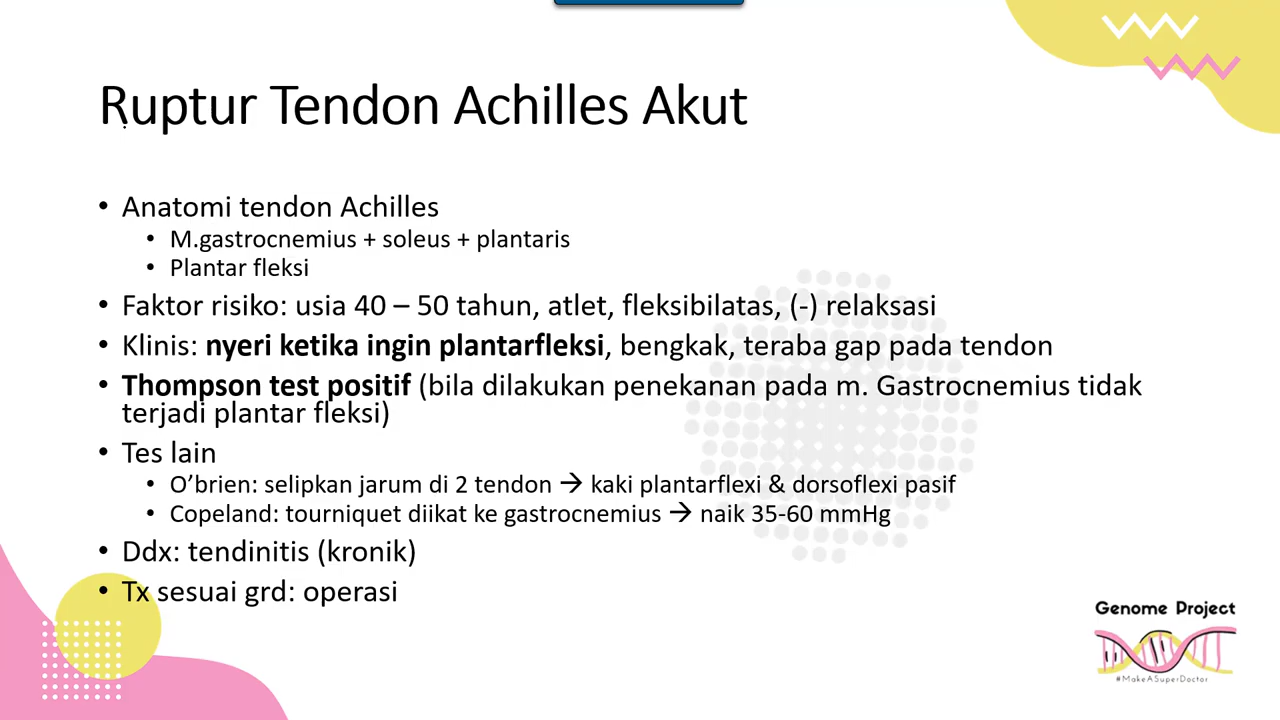 Ruptur Tendon Achilles Akut
• Anatomi tendon Achilles
• M.gastrocnemius + soleus + plantaris
• Plantar fleksi
• Faktor risiko: usia 40 – 50 tahun, atlet, fleksibilatas, (-) relaksasi
• Klinis: nyeri ketika ingin plantarfleksi, bengkak, teraba gap pada tendon
• Thompson test positif (bila dilakukan penekanan pada m. Gastrocnemius tidak
terjadi plantar fleksi)
• Tes lain
• O’brien: selipkan jarum di 2 tendon → kaki plantarflexi & dorsoflexi pasif
• Copeland: tourniquet diikat ke gastrocnemius → naik 35-60 mmHg
• Ddx: tendinitis (kronik)
• Tx sesuai grd: operasi
Genome Project
#MakeASuperDoctor